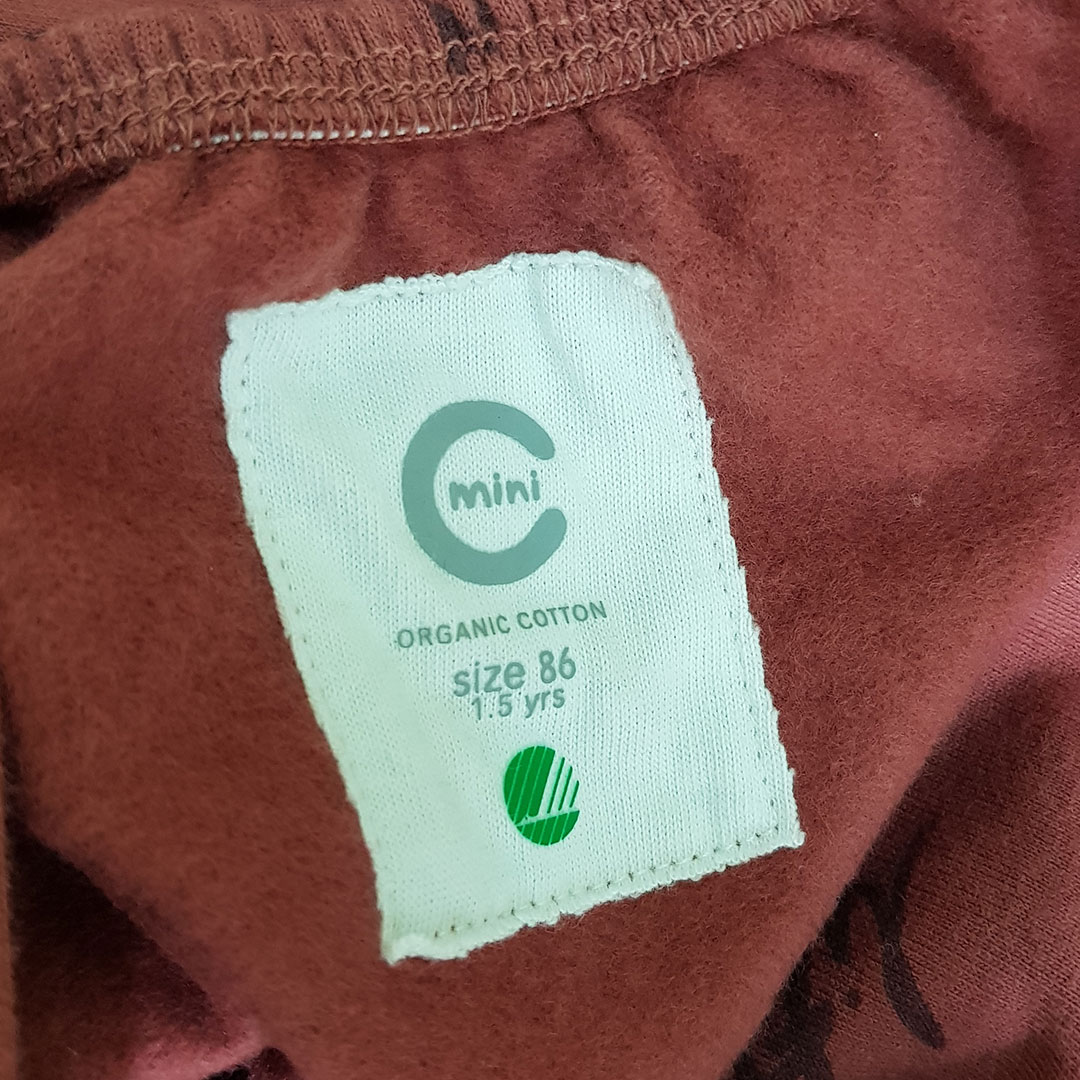 C
mini
ORGANIC COTTON
size 86
1.5 yrs